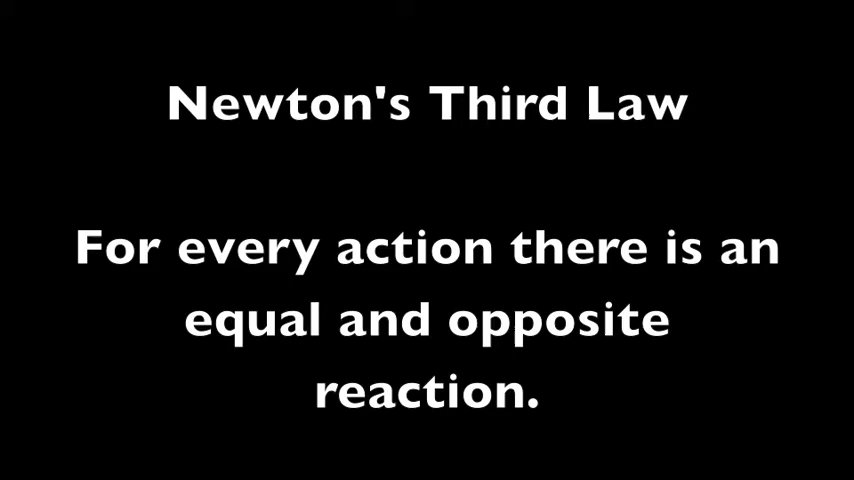 Newton's Third Law
For every action there is an
equal and opposite
reaction.